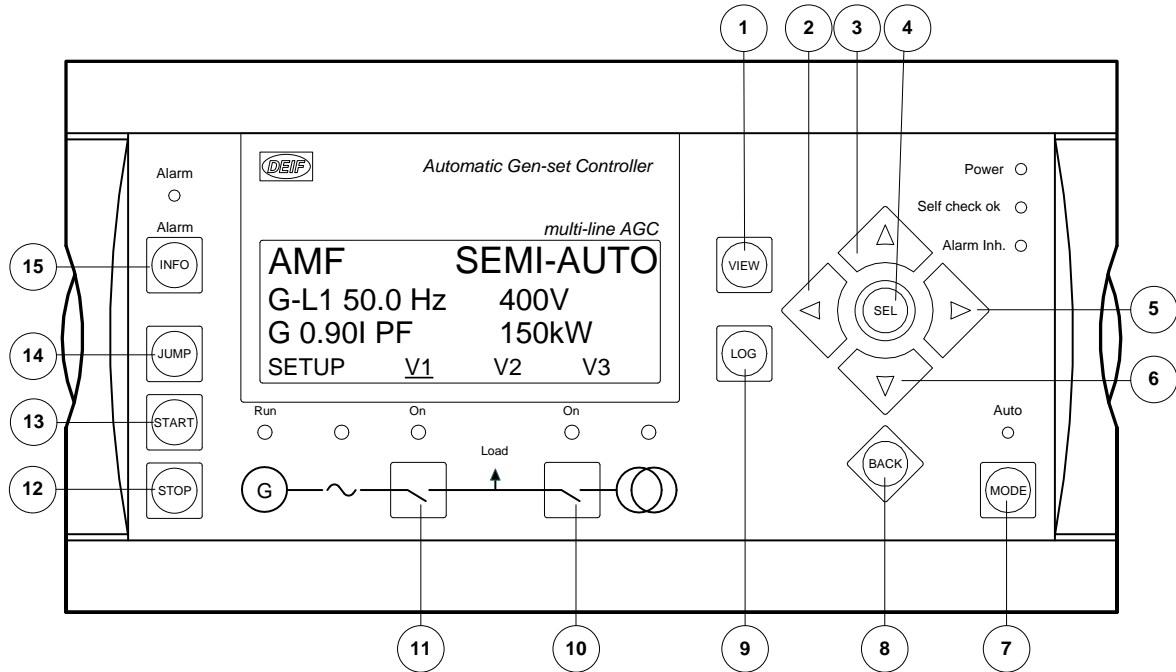 1
2
3
4
DEIF
Automatic Gen-set Controller
Power
Alarm
Self check ok
Alarm
multi-line AGC
Alarm Inh.
15
INFO
AMF SEMI-AUTO
VIEW
G-L1 50.0 Hz 400V
SEL
5
G 0.90I PF 150kW
14
JUMP
LOG
SETUP V1 V2 V3
6
13
START
Run
On
On
Auto
Load
12
STOP
G
BACK
MODE
11
10
9
8
7